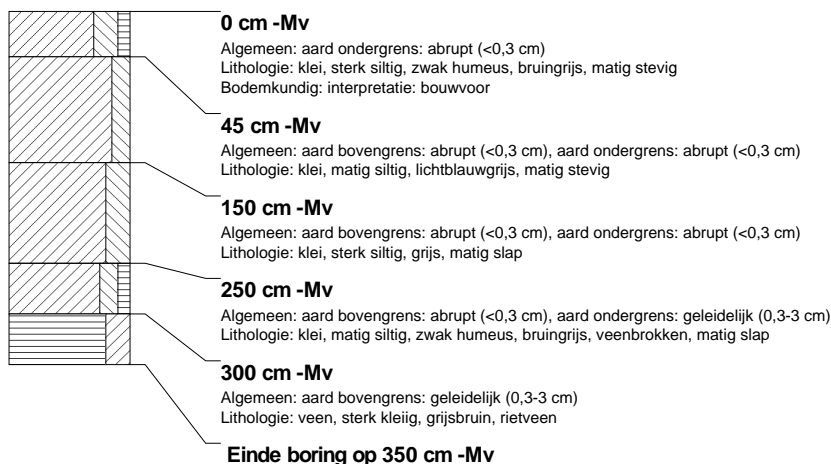 0 cm -Mv
Algemeen: aard ondergrens: abrupt (<0,3 cm)
Lithologie: klei, sterk siltig, zwak humeus, bruingrijs, matig stevig
Bodemkundig: interpretatie: bouwvoor
45 cm -Mv
Algemeen: aard bovengrens: abrupt (<0,3 cm), aard ondergrens: abrupt (<0,3 cm)
Lithologie: klei, matig siltig, lichtblauwgrijs, matig stevig
150 cm -Mv
Algemeen: aard bovengrens: abrupt (<0,3 cm), aard ondergrens: abrupt (<0,3 cm)
Lithologie: klei, sterk siltig, grijs, matig slap
250 cm -Mv
Algemeen: aard bovengrens: abrupt (<0,3 cm), aard ondergrens: geleidelijk (0,3-3 cm)
Lithologie: klei, matig siltig, zwak humeus, bruingrijs, veenbrokken, matig slap
300 cm -Mv
Algemeen: aard bovengrens: geleidelijk (0,3-3 cm)
Lithologie: veen, sterk kleiig, grijsbruin, rietveen
Einde boring op 350 cm -Mv